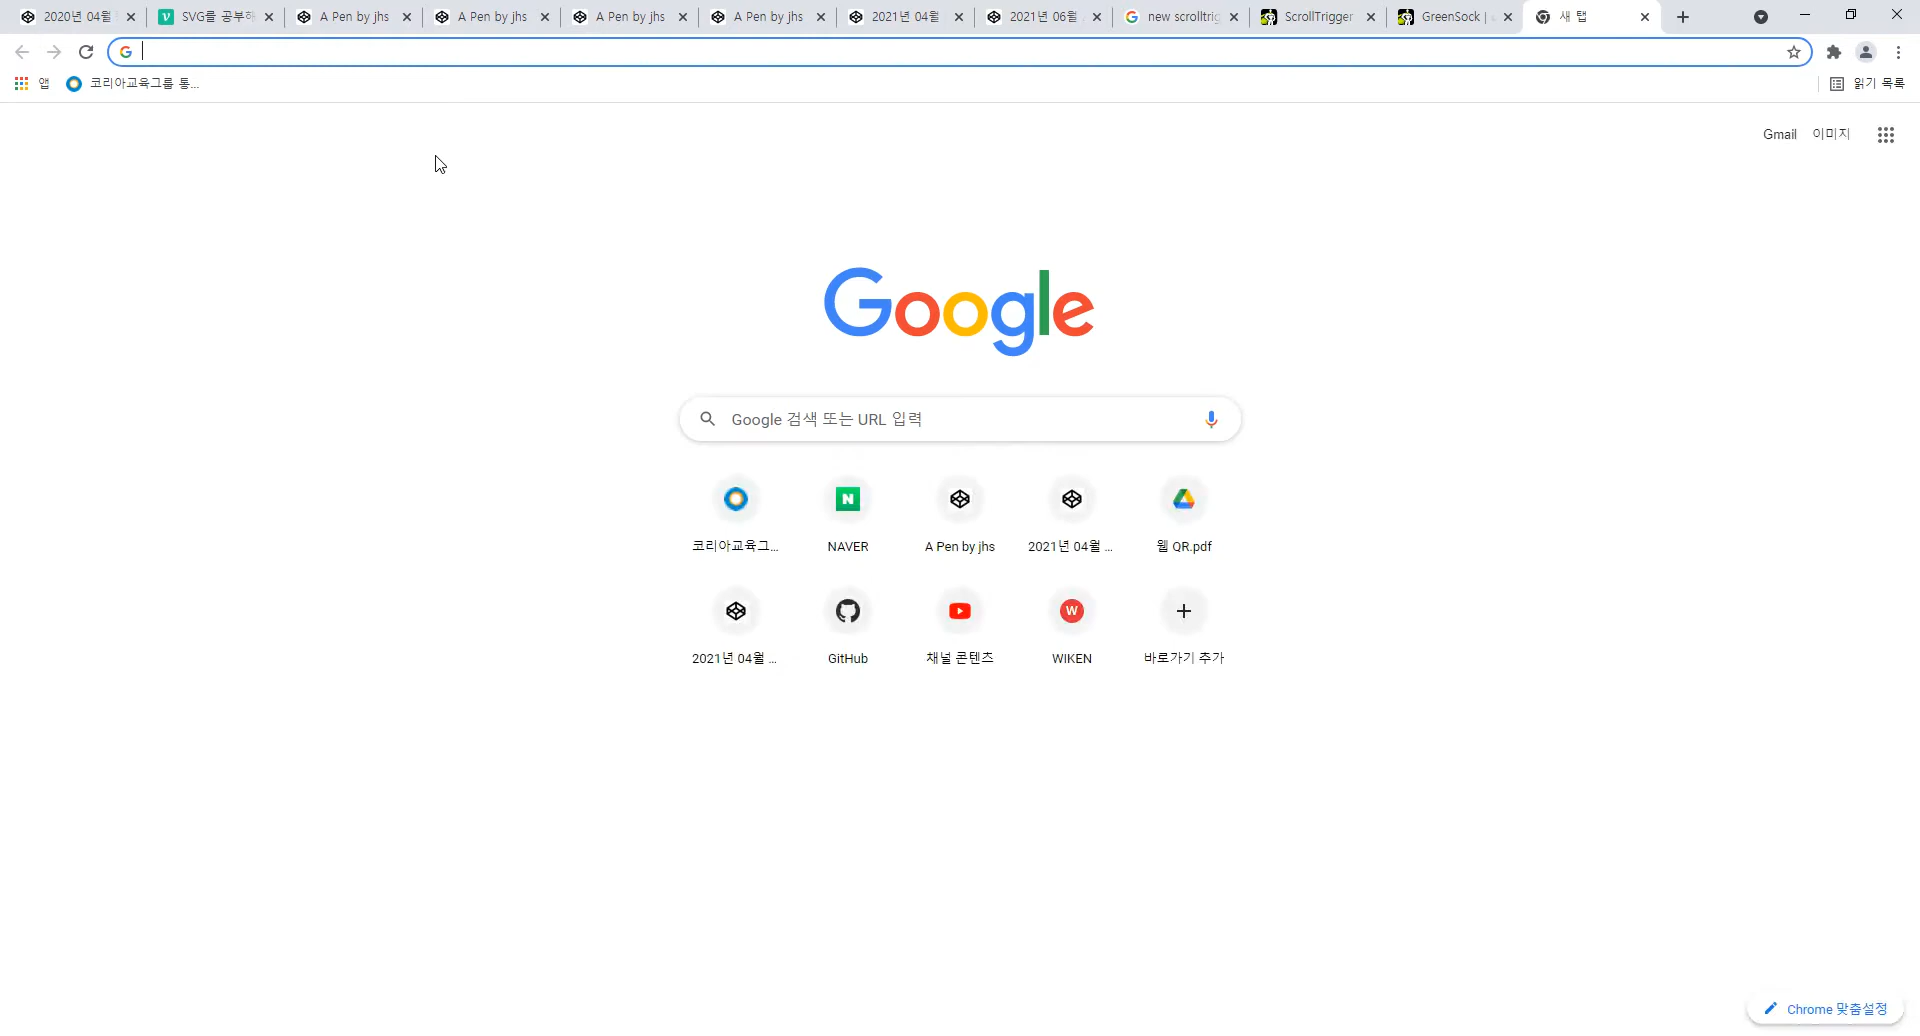 2020년 04월
SVG를 공부하
A Pen by jhs
A Pen by jhs
A Pen by jhs
A Pen by jhs
2021년 04월
2021년 06월
new scrolltrig
ScrollTrigger
GreenSock |
새 탭
앱
코리아교육그룹 통...
읽기 목록
Gmail
이미지
Google
Google 검색 또는 URL 입력
코리아교육그...
NAVER
A Pen by jhs
2021년 04월 ...
웹 QR.pdf
2021년 04월 ...
GitHub
채널 콘텐츠
WIKEN
바로가기 추가
Chrome 맞춤설정